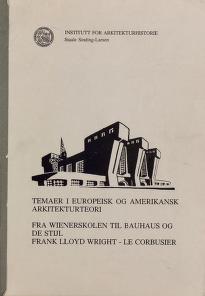 INSTITUTT FOR ARKITEKTURHISTORIE
Staale Sinding-Larsen
TEMAER I EUROPEISK OG AMERIKANSK
ARKITEKTURTEORI
FRA WIENERSKOLEN TIL BAUHAUS OG
DE STIJL
FRANK LLOYD WRIGHT - LE CORBUSIER